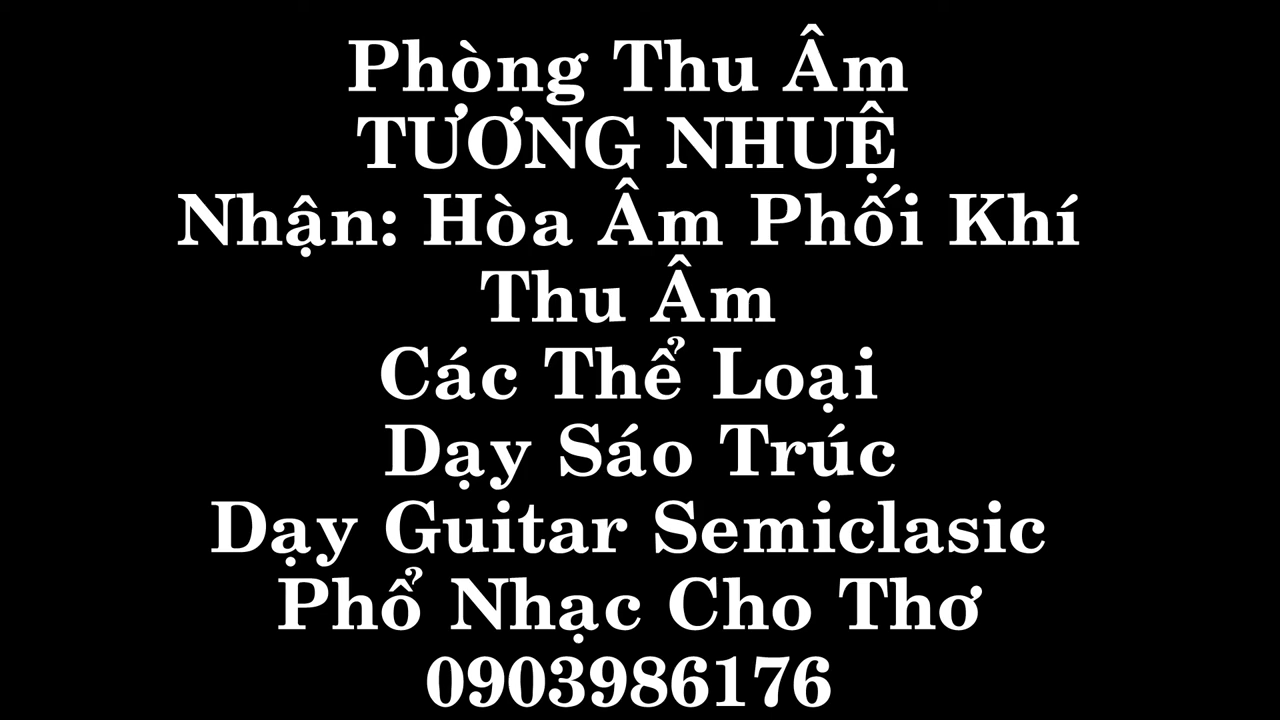 Phòng Thu Âm
TƯƠNG NHUỆ
Nhận: Hòa Âm Phối Khí
Thu Âm
Các Thể Loại
Dạy Sáo Trúc
Dạy Guitar Semiclasic
Phổ Nhạc Cho Thơ
0903986176